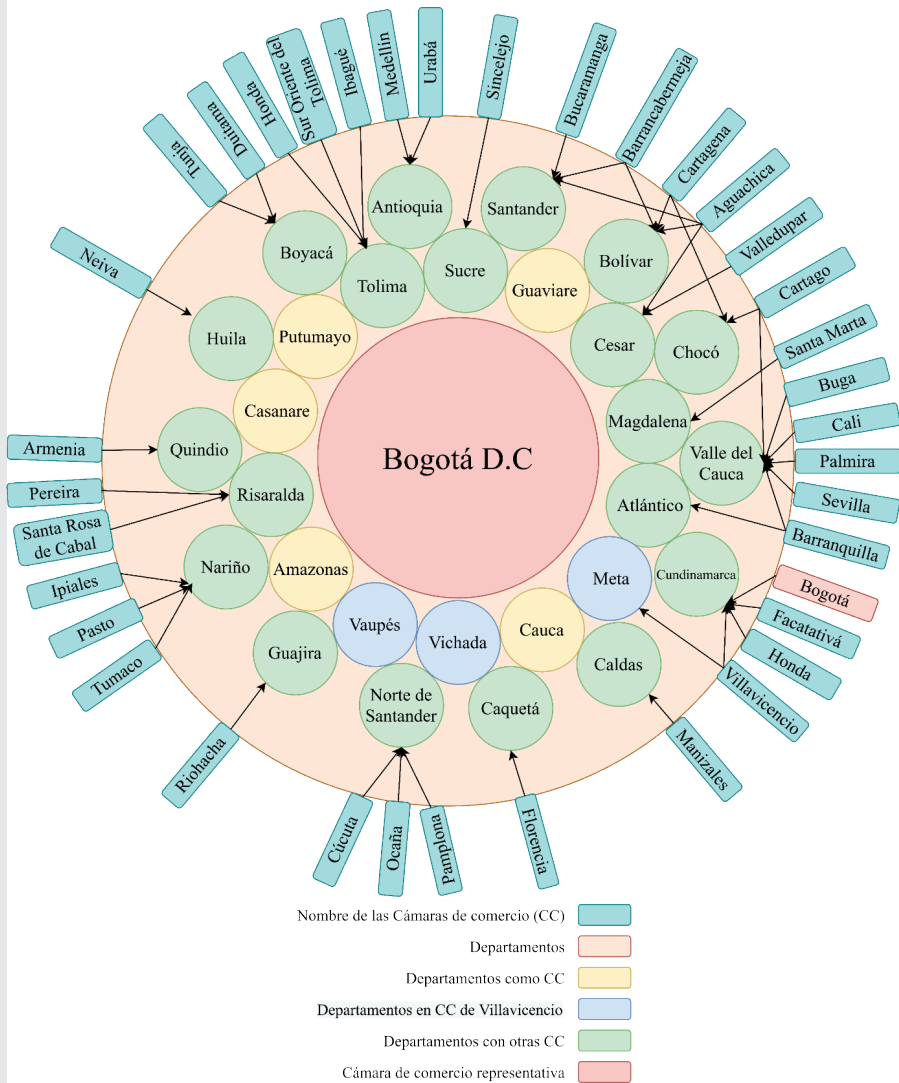 Tunja
Duitama
Honda
Sur Oriente del
Tolima
Ibagué
Medellín
Urabá
Sincelejo
Bucaramanga
Barrancabermeja
Cartagena
Aguachica
Valledupar
Cartago
Santa Marta
Buga
Cali
Palmira
Sevilla
Barranquilla
Bogotá
Facatativá
Honda
Villavicencio
Manizales
Florencia
Pamplona
Ocaña
Cúcuta
Riohacha
Tumaco
Pasto
Ipiales
Santa Rosa
de Cabal
Pereira
Armenia
Neiva
Antioquia
Santander
Boyacá
Tolima
Sucre
Guaviare
Bolívar
Huila
Putumayo
Cesar
Chocó
Casanare
Magdalena
Quindio
Bogotá D.C
Valle del
Cauca
Risaralda
Atlántico
Nariño
Amazonas
Meta
Cundinamarca
Vaupés
Vichada
Cauca
Guajira
Caldas
Norte de
Santander
Caquetá
Nombre de las Cámaras de comercio (CC)
Departamentos
Departamentos como CC
Departamentos en CC de Villavicencio
Departamentos con otras CC
Cámara de comercio representativa